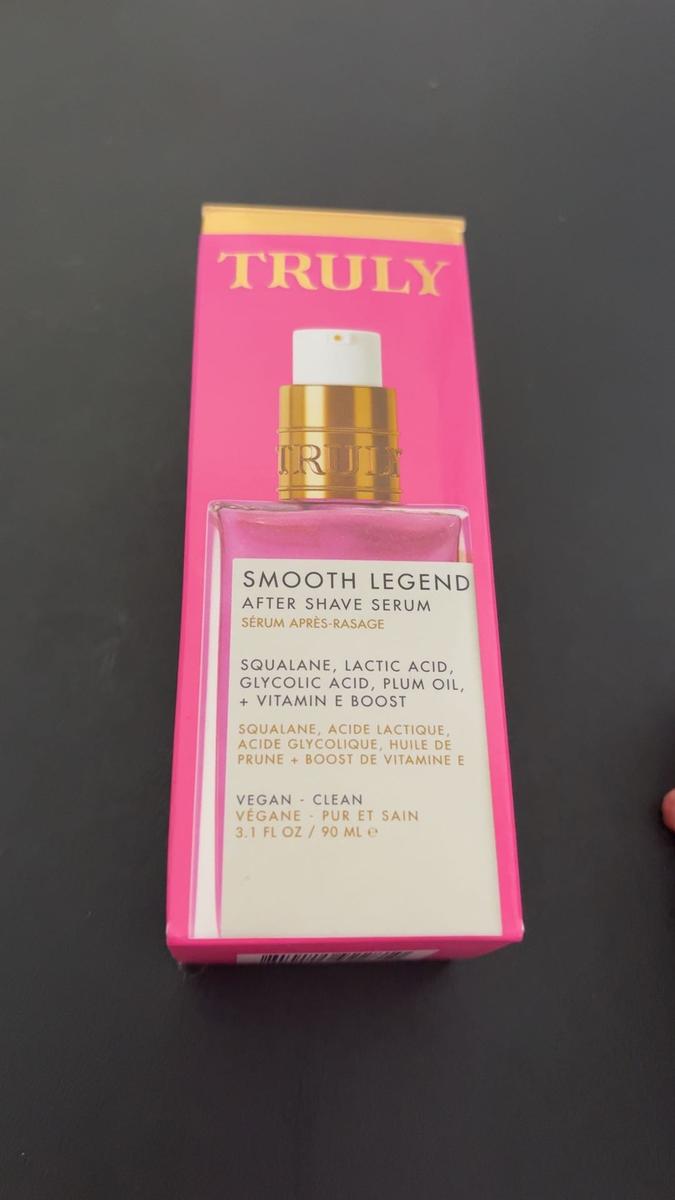 TRULY
TRULY
SMOOTH LEGEND
AFTER SHAVE SERUM
SÉRUM APRÈS-RASAGE
SQUALANE, LACTIC ACID,
GLYCOLIC ACID, PLUM OIL,
+ VITAMIN E BOOST
SQUALANE, ACIDE LACTIQUE,
ACIDE GLYCOLIQUE, HUILE DE
PRUNE + BOOST DE VITAMINE E
VEGAN - CLEAN
VÉGANE - PUR ET SAIN
3.1 FL OZ / 90 ML ℮